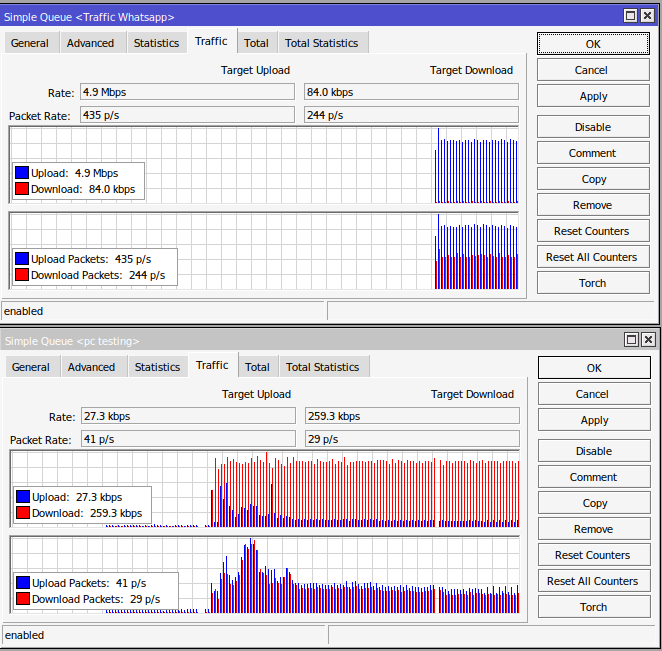 Simple Queue <Traffic Whatsapp>
General Advanced Statistics Traffic Total Total Statistics
OK
Target Upload Target Download
Rate: 4.9 Mbps 84.0 kbps
Cancel
Packet Rate: 435 p/s 244 p/s
Apply
Disable
Comment
Upload: 4.9 Mbps
Download: 84.0 kbps
Copy
Remove
Reset Counters
Upload Packets: 435 p/s
Download Packets: 244 p/s
Reset All Counters
Torch
enabled
Simple Queue <pc testing>
General Advanced Statistics Traffic Total Total Statistics
OK
Target Upload Target Download
Cancel
Rate: 27.3 kbps 259.3 kbps
Apply
Packet Rate: 41 p/s 29 p/s
Disable
Comment
Upload: 27.3 kbps
Download: 259.3 kbps
Copy
Remove
Reset Counters
Upload Packets: 41 p/s
Download Packets: 29 p/s
Reset All Counters
Torch
enabled